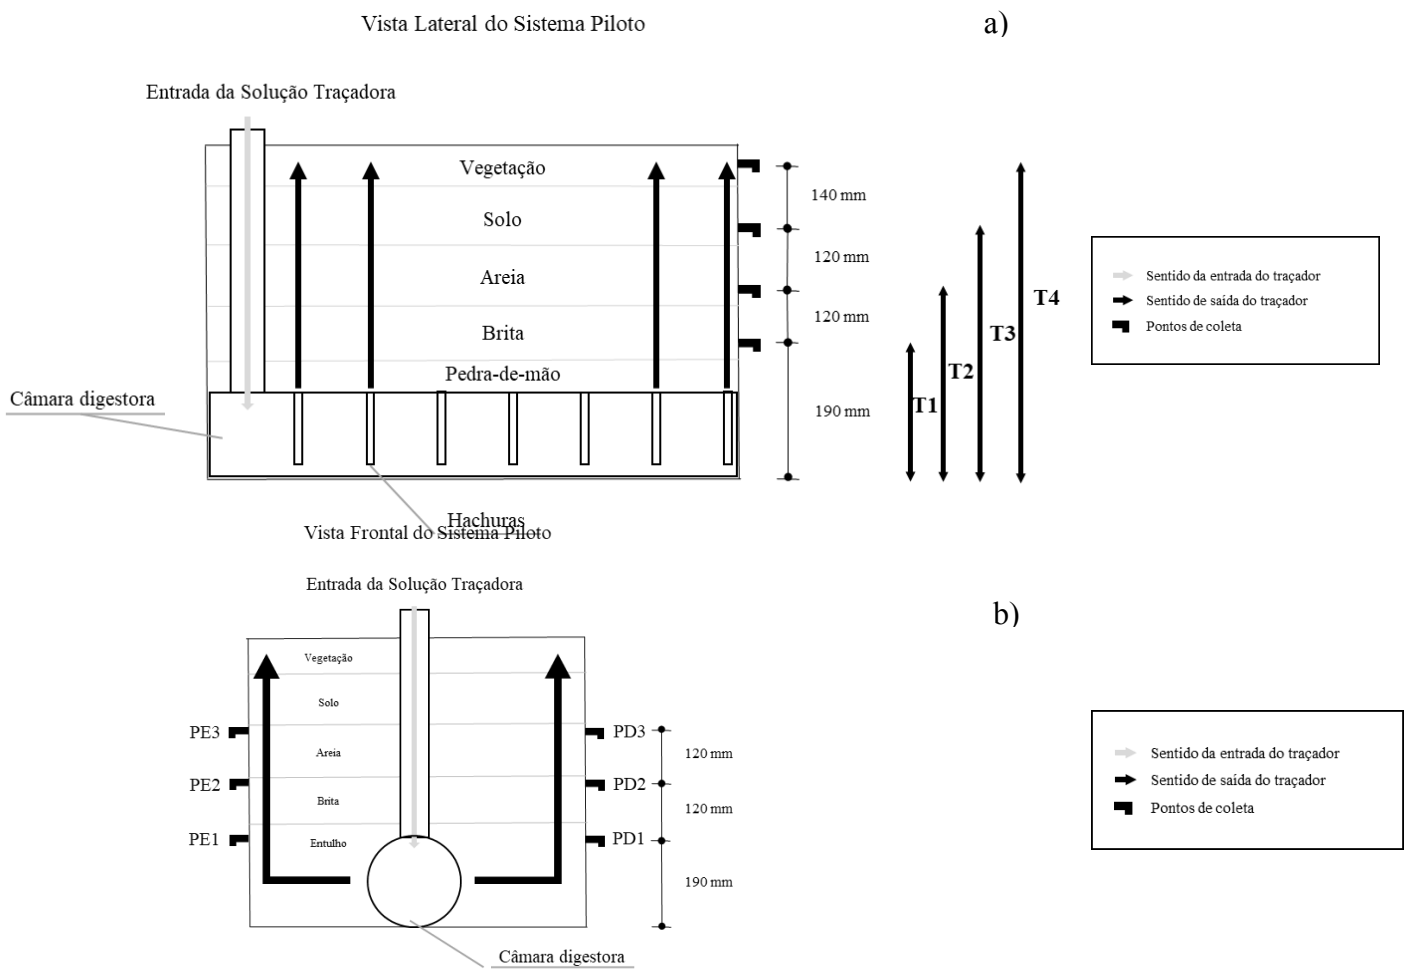 Vista Lateral do Sistema Piloto
a)
Entrada da Solução Traçadora
Vegetação
140 mm
Solo
120 mm
Areia
120 mm
Brita
Pedra-de-mão
190 mm
Câmara digestora
T1
T2
T3
T4
Sentido da entrada do traçador
Sentido de saída do traçador
Pontos de coleta
Hachuras
Vista Frontal do Sistema Piloto
Entrada da Solução Traçadora
b)
Vegetação
Solo
PE3
PD3
Areia
120 mm
PE2
PD2
Brita
120 mm
PE1
Entulho
PD1
190 mm
Câmara digestora
Sentido da entrada do traçador
Sentido de saída do traçador
Pontos de coleta